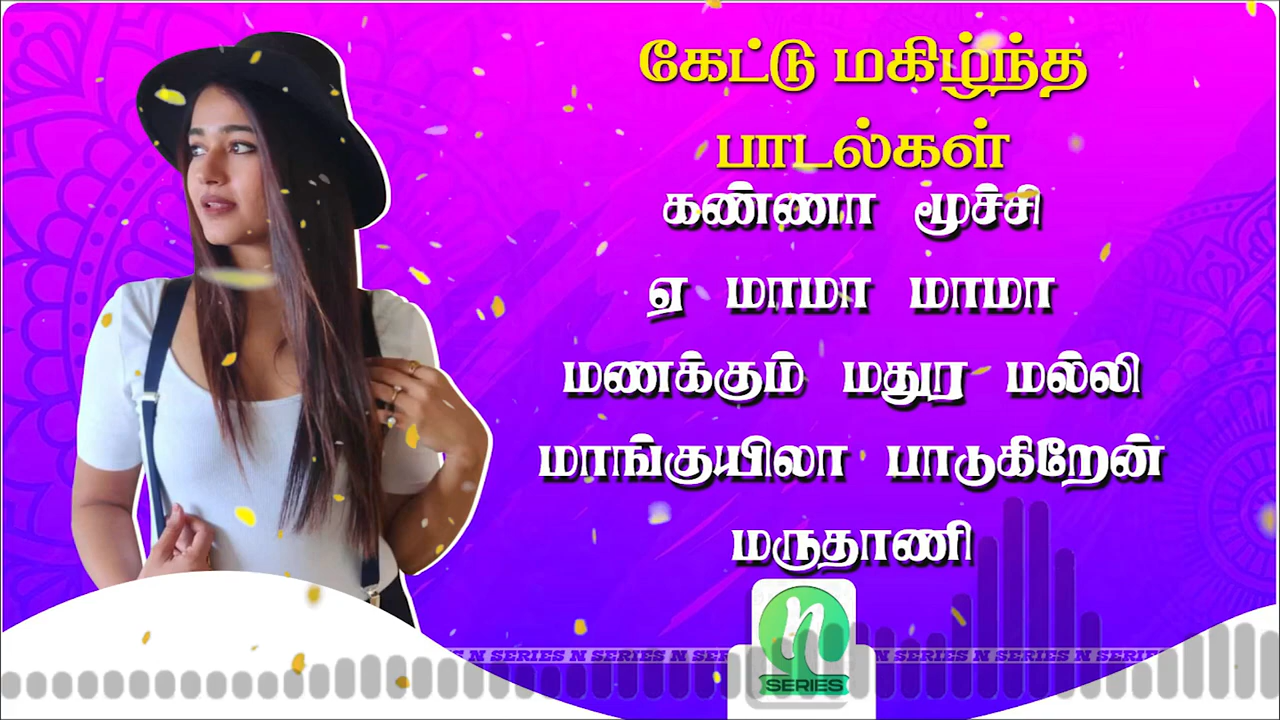 கேட்டு மகிழ்ந்த
பாடல்கள்
கண்ணா மூச்சி
ஏ மாமா மாமா
மணக்கும் மதுர மல்லி
மாங்குயிலா பாடுகிறேன்
மருதாணி
n
SERIES
N SERIES N SERIES N SERIES N SERIES N SERIES N SERIES